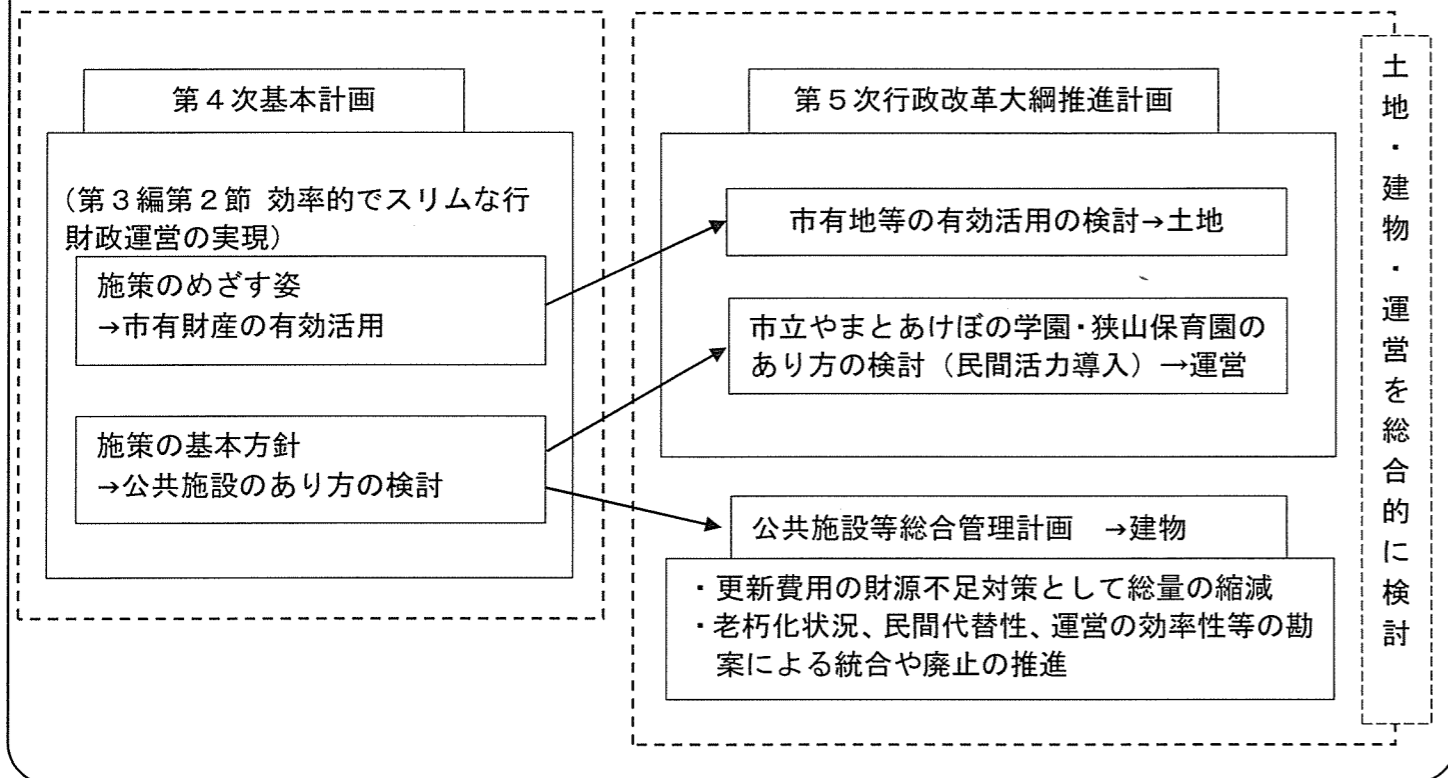 第４次基本計画
（第３編第２節 効率的でスリムな行
財政運営の実現）
施策のめざす姿
→市有財産の有効活用
施策の基本方針
→公共施設のあり方の検討
第５次行政改革大綱推進計画
市有地等の有効活用の検討→土地
市立やまとあけぼの学園・狭山保育園の
あり方の検討（民間活力導入）→運営
公共施設等総合管理計画　→建物
・更新費用の財源不足対策として総量の縮減
・老朽化状況、民間代替性、運営の効率性等の勘
案による統合や廃止の推進
土地・建物・運営を総合的に検討